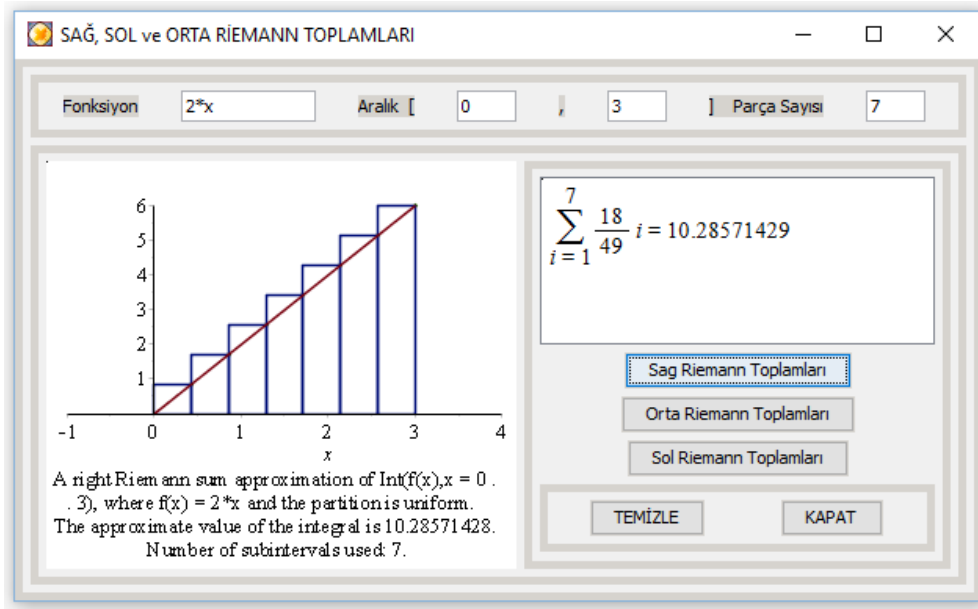 SAĞ, SOL ve ORTA RİEMANN TOPLAMLARI
Fonksiyon 2*x Aralık [ 0 , 3 ] Parça Sayısı 7
6
5
4
3
2
1
-1 0 1 2 3 4
x
A right Riemann sum approximation of Int(f(x),x = 0 .
. 3), where f(x) = 2*x and the partition is uniform.
The approximate value of the integral is 10.28571428.
Number of subintervals used: 7.
7
∑ 18/49 i = 10.28571429
i = 1
Sag Riemann Toplamları
Orta Riemann Toplamları
Sol Riemann Toplamları
TEMİZLE KAPAT